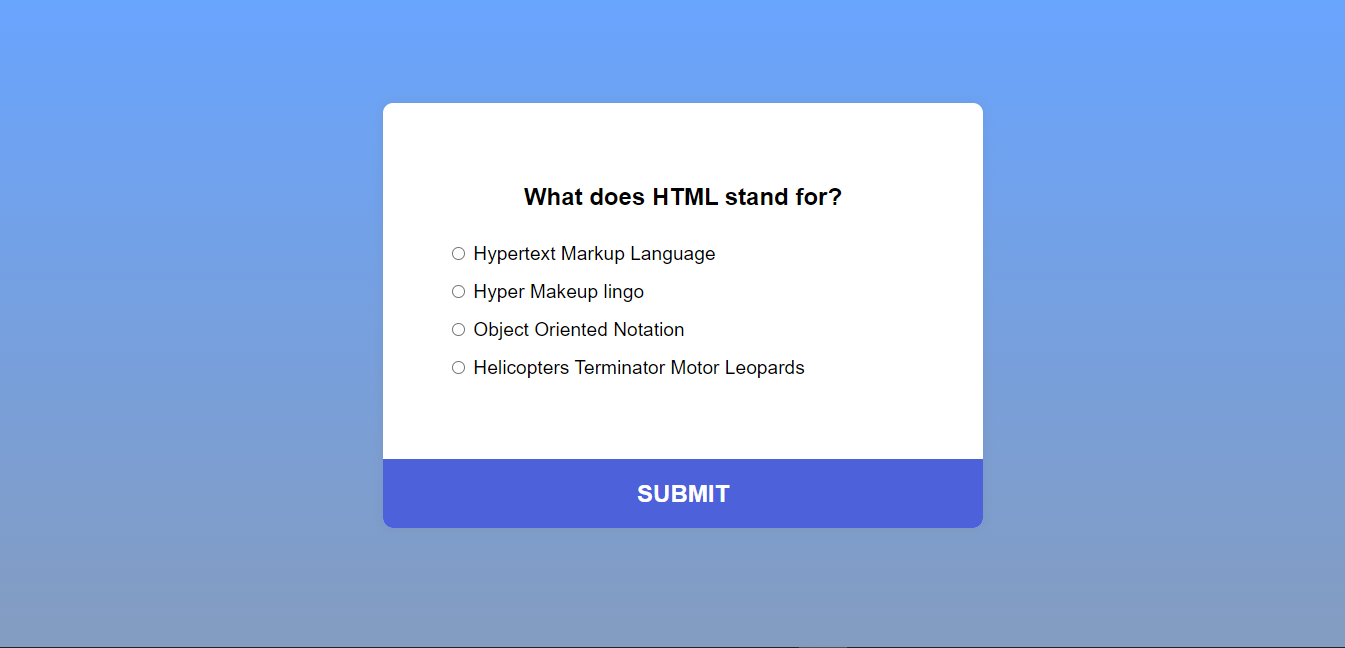 What does HTML stand for?
Hypertext Markup Language
Hyper Makeup lingo
Object Oriented Notation
Helicopters Terminator Motor Leopards
SUBMIT